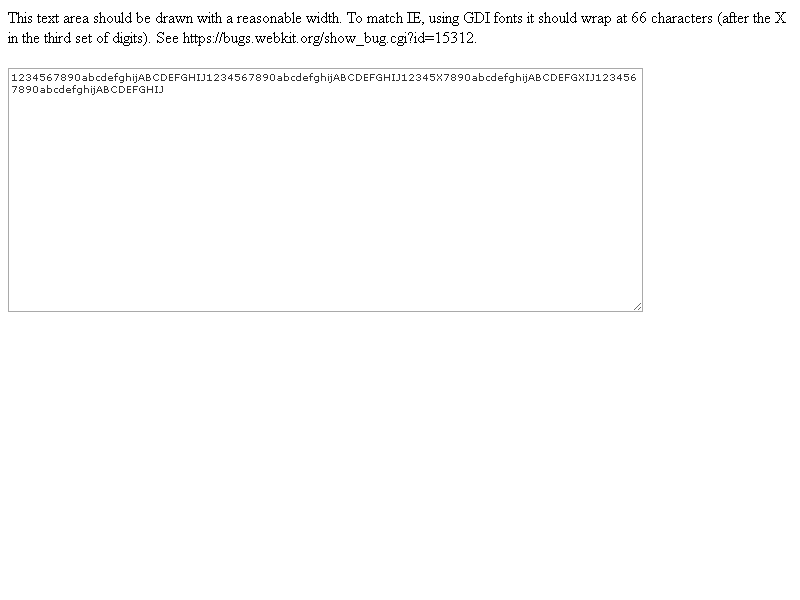 This text area should be drawn with a reasonable width. To match IE, using GDI fonts it should wrap at 66 characters (after the X
in the third set of digits). See https://bugs.webkit.org/show_bug.cgi?id=15312.
1234567890abcdefghijABCDEFGHIJ1234567890abcdefghijABCDEFGHIJ12345X7890abcdefghijABCDEFGXIJ123456
7890abcdefghijABCDEFGHIJ